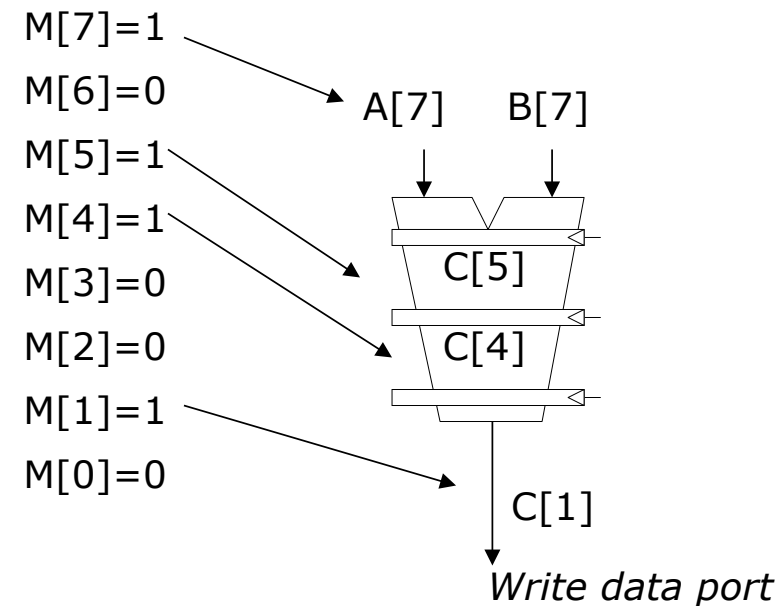 M[7]=1
M[6]=0
M[5]=1
M[4]=1
M[3]=0
M[2]=0
M[1]=1
M[0]=0
A[7] B[7]
C[5]
C[4]
C[1]
Write data port